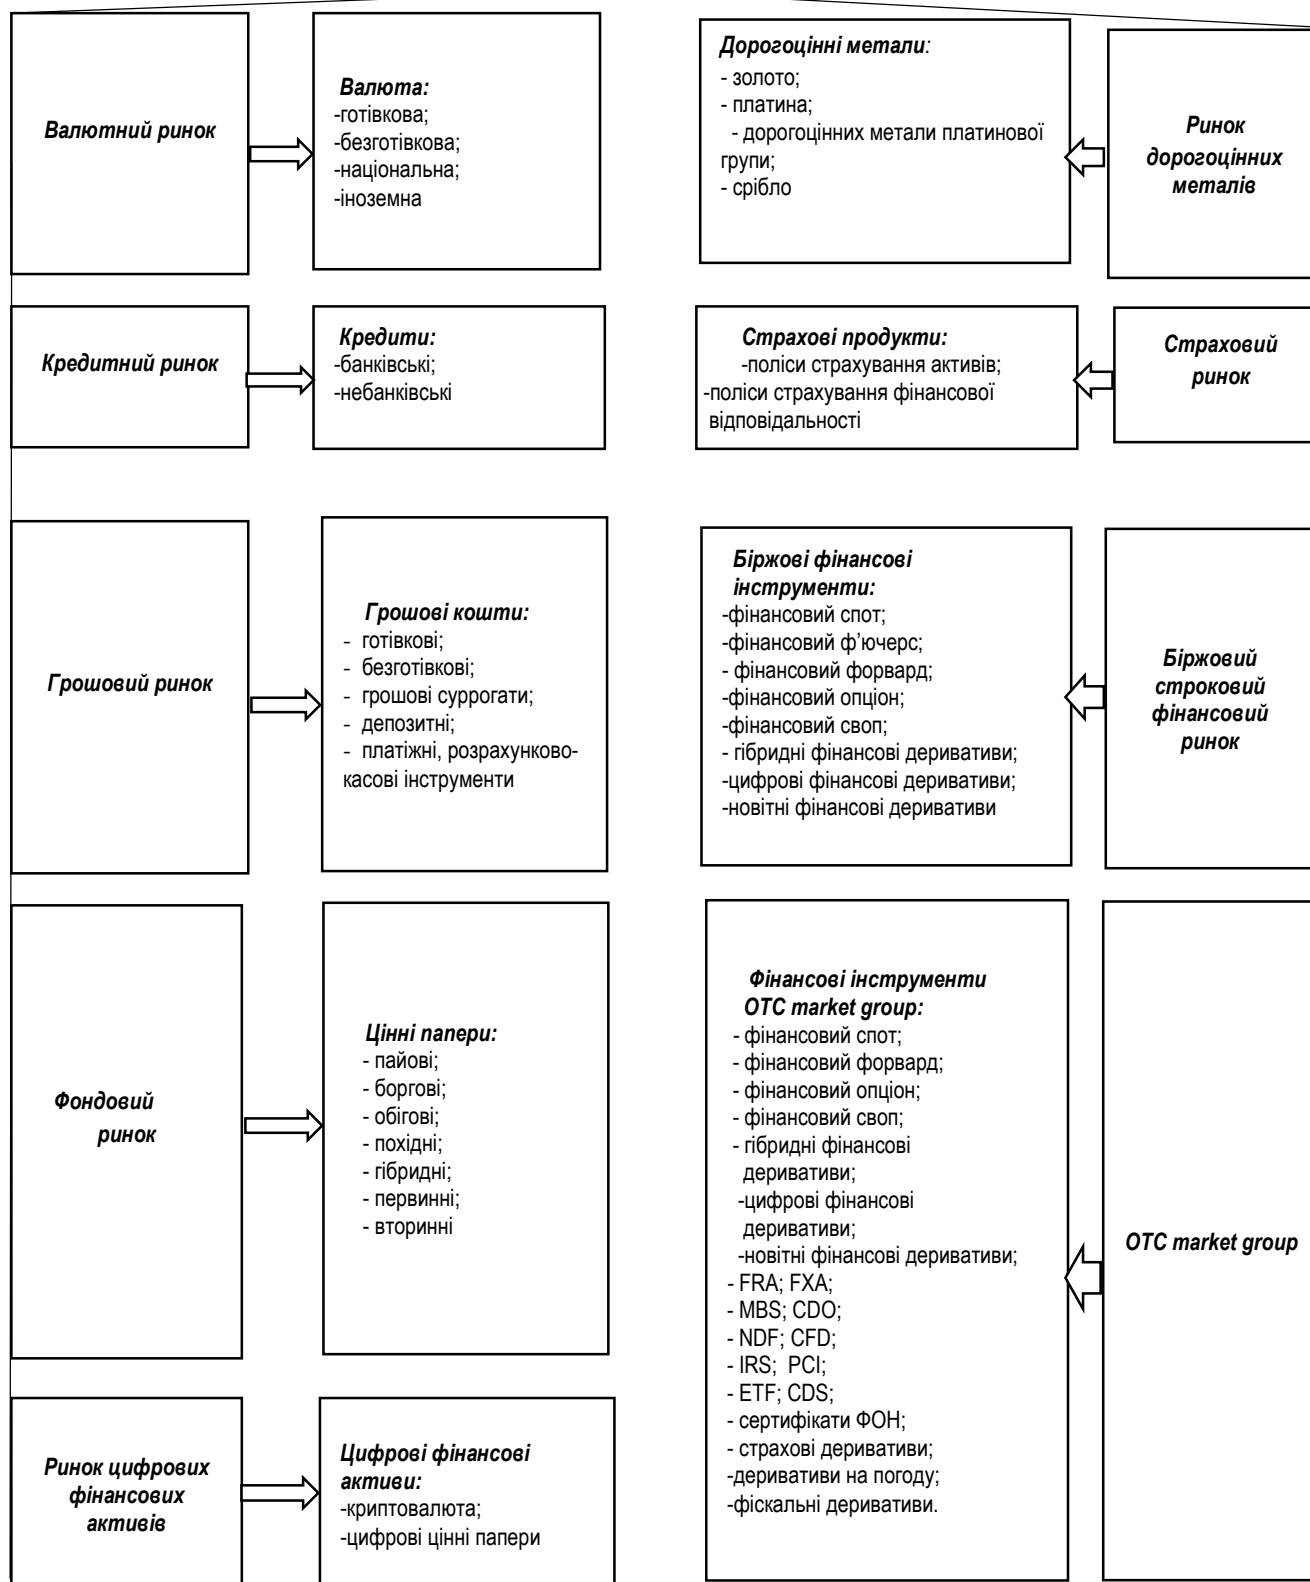 Валютний ринок
Валюта:
-готівкова;
-безготівкова;
-національна;
-іноземна
Дорогоцінні метали:
- золото;
- платина;
- дорогоцінних метали платинової
групи;
- срібло
Ринок
дорогоцінних
металів
Кредитний ринок
Кредити:
-банківські;
-небанківські
Страхові продукти:
-поліси страхування активів;
-поліси страхування фінансової
відповідальності
Страховий
ринок
Грошовий ринок
Грошові кошти:
- готівкові;
- безготівкові;
- грошові суррогати;
- депозитні;
- платіжні, розрахунково-
касові інструменти
Біржові фінансові
інструменти:
-фінансовий спот;
-фінансовий ф’ючерс;
- фінансовий форвард;
-фінансовий опціон;
-фінансовий своп;
- гібридні фінансові деривативи;
-цифрові фінансові деривативи;
-новітні фінансові деривативи
Біржовий
строковий
фінансовий
ринок
Фондовий
ринок
Цінні папери:
- пайові;
- боргові;
- обігові;
- похідні;
- гібридні;
- первинні;
- вторинні
Фінансові інструменти
OTC market group:
- фінансовий спот;
- фінансовий форвард;
- фінансовий опціон;
- фінансовий своп;
- гібридні фінансові
деривативи;
-цифрові фінансові
деривативи;
-новітні фінансові деривативи;
- FRA; FXA;
- MBS; CDO;
- NDF; CFD;
- IRS; PCI;
- ETF; CDS;
- сертифікати ФОН;
- страхові деривативи;
-деривативи на погоду;
-фіскальні деривативи.
OTC market group
Ринок цифрових
фінансових
активів
Цифрові фінансові
активи:
-криптовалюта;
-цифрові цінні папери